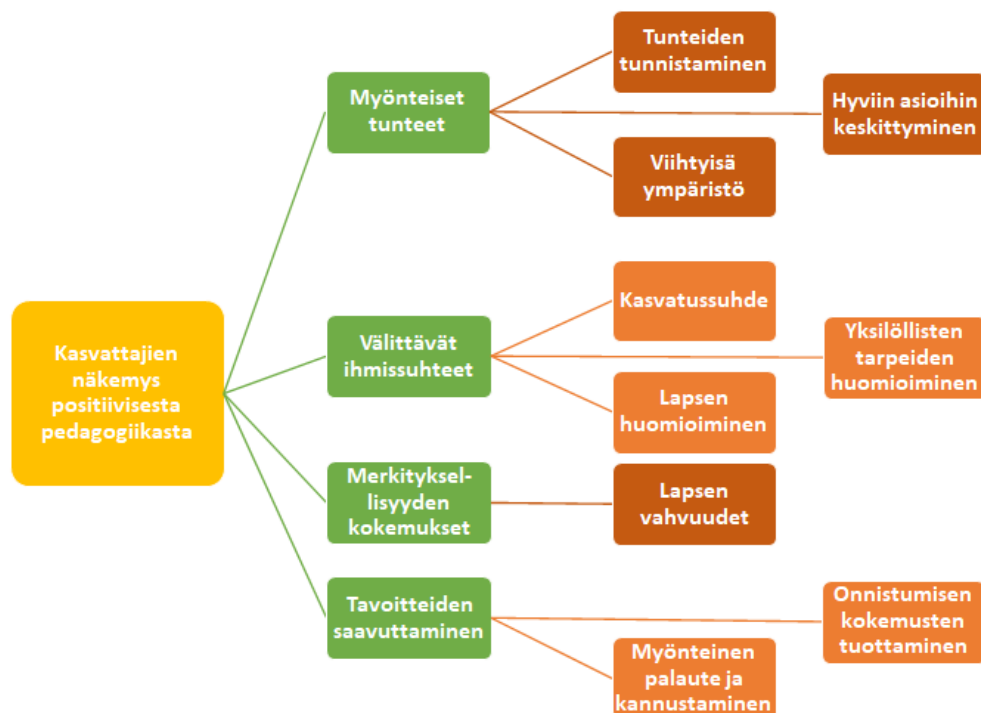 Kasvattajien
näkemys
positiivisesta
pedagogiikasta
Myönteiset
tunteet
Tunteiden
tunnistaminen
Hyviin asioihin
keskittyminen
Viihtyisä
ympäristö
Välittävät
ihmissuhteet
Kasvatussuhde
Yksilöllisten
tarpeiden
huomioiminen
Lapsen
huomioiminen
Merkityksel-
lisyyden
kokemukset
Lapsen
vahvuudet
Tavoitteiden
saavuttaminen
Onnistumisen
kokemusten
tuottaminen
Myönteinen
palaute ja
kannustaminen